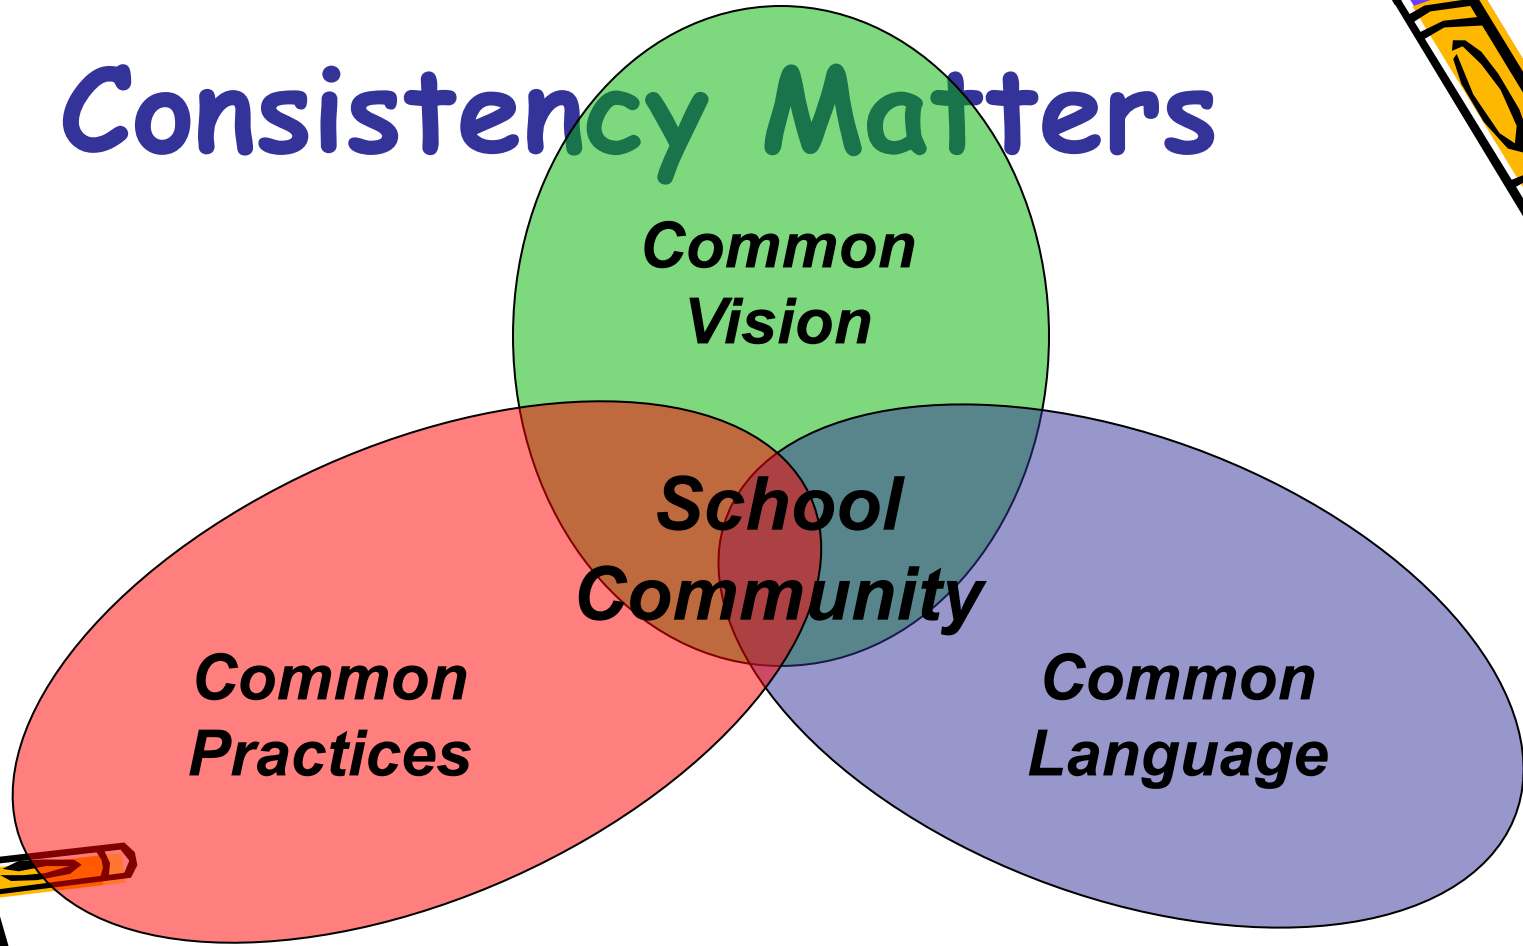 Consistency Matters
Common
Vision
School
Community
Common
Practices
Common
Language